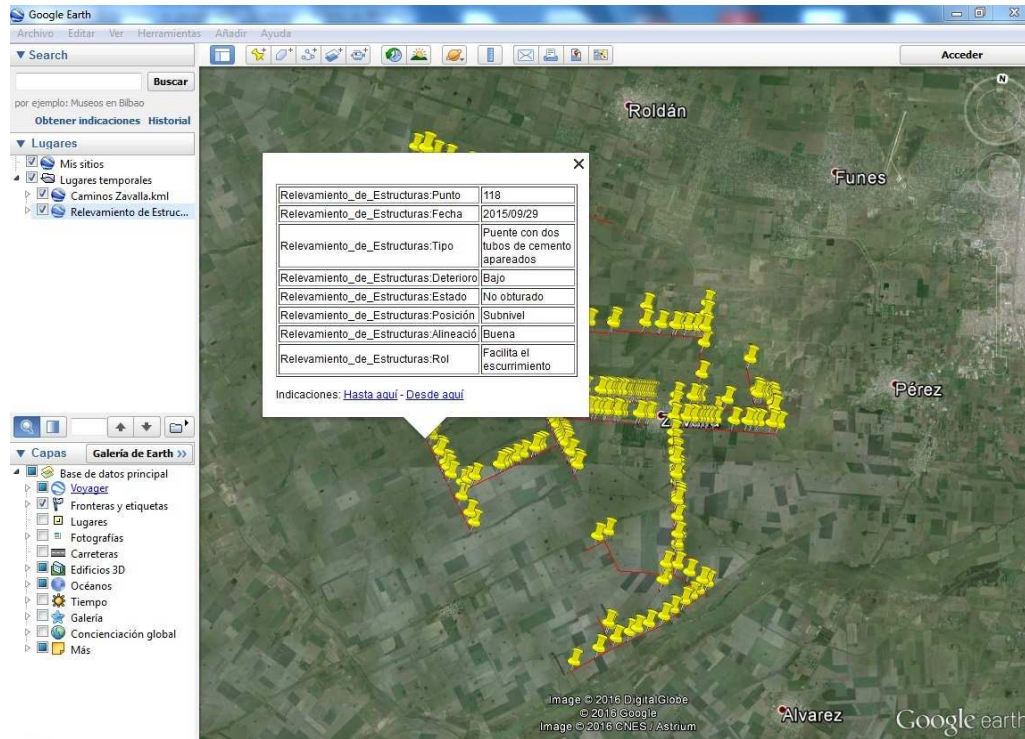 Google Earth
Archivo Editar Ver Herramientas Añadir Ayuda
Search
Buscar
por ejemplo: Museos en Bilbao
Obtener indicaciones Historial
Lugares
Mis sitios
Lugares temporales
Caminos Zavalla.kml
Relevamiento de Estruc...
Capas Galería de Earth >>
Base de datos principal
Voyager
Fronteras y etiquetas
Lugares
Fotografías
Carreteras
Edificios 3D
Océanos
Tiempo
Galería
Concienciación global
Más
Acceder
N
Roldán
Funes
Relevamiento_de_Estructuras:Punto 118
Relevamiento_de_Estructuras:Fecha 2015/09/29
Relevamiento_de_Estructuras:Tipo Puente con dos
tubos de cemento
apareados
Relevamiento_de_Estructuras:Deterioro Bajo
Relevamiento_de_Estructuras:Estado No obturado
Relevamiento_de_Estructuras:Posición Subnivel
Relevamiento_de_Estructuras:Alineació Buena
Relevamiento_de_Estructuras:Rol Facilita el
escurrimiento
Indicaciones: Hasta aquí - Desde aquí
Pérez
Alvarez
Image © 2016 DigitalGlobe
© 2016 Google
Image © 2016 CNES / Astrium
Google earth